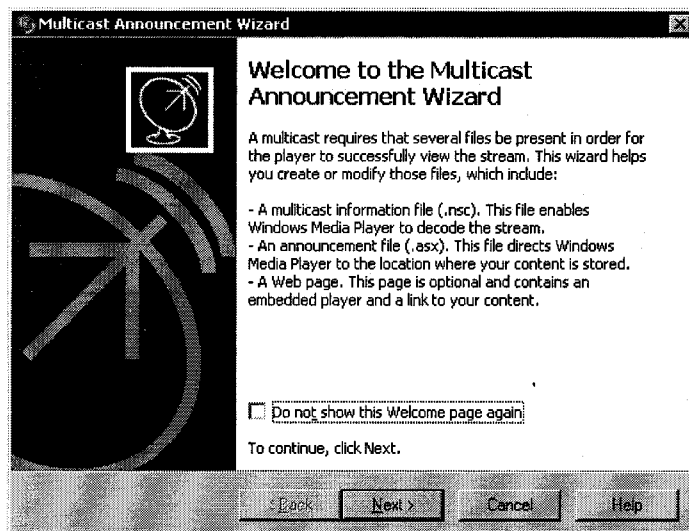 Multicast Announcement Wizard
Welcome to the Multicast
Announcement Wizard
A multicast requires that several files be present in order for
the player to successfully view the stream. This wizard helps
you create or modify those files, which include:
- A multicast information file (.nsc). This file enables
Windows Media Player to decode the stream.
- An announcement file (.asx). This file directs Windows
Media Player to the location where your content is stored.
- A Web page. This page is optional and contains an
embedded player and a link to your content.
Do not show this Welcome page again
To continue, click Next.
< Back Next > Cancel Help